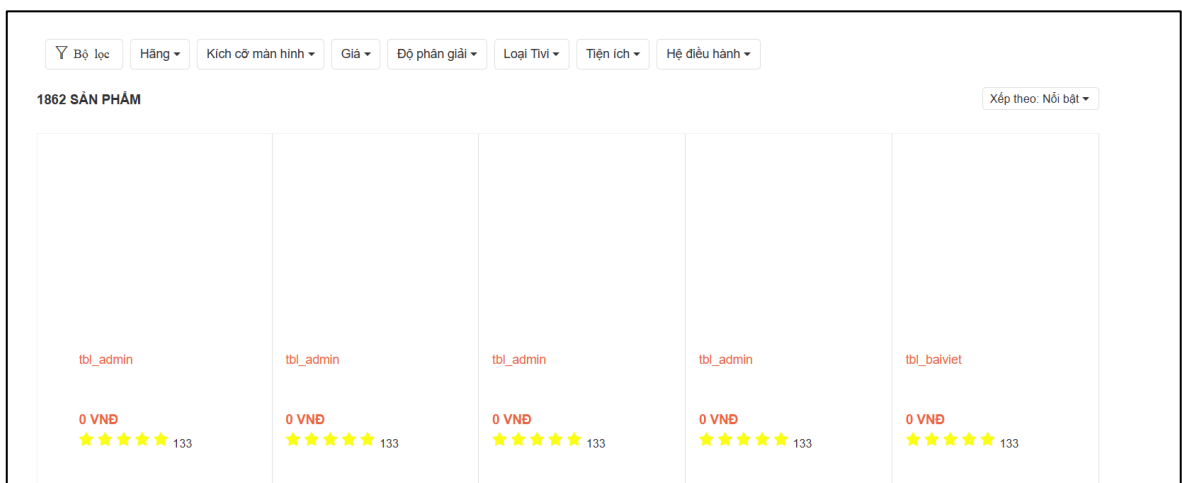 Bộ lọc Hãng Kích cỡ màn hình Giá Độ phân giải Loại Tivi Tiện ích Hệ điều hành
1862 SẢN PHẨM Xếp theo: Nổi bật
tbl_admin tbl_admin tbl_admin tbl_admin tbl_baiviet
0 VNĐ 0 VNĐ 0 VNĐ 0 VNĐ 0 VNĐ
133 133 133 133 133